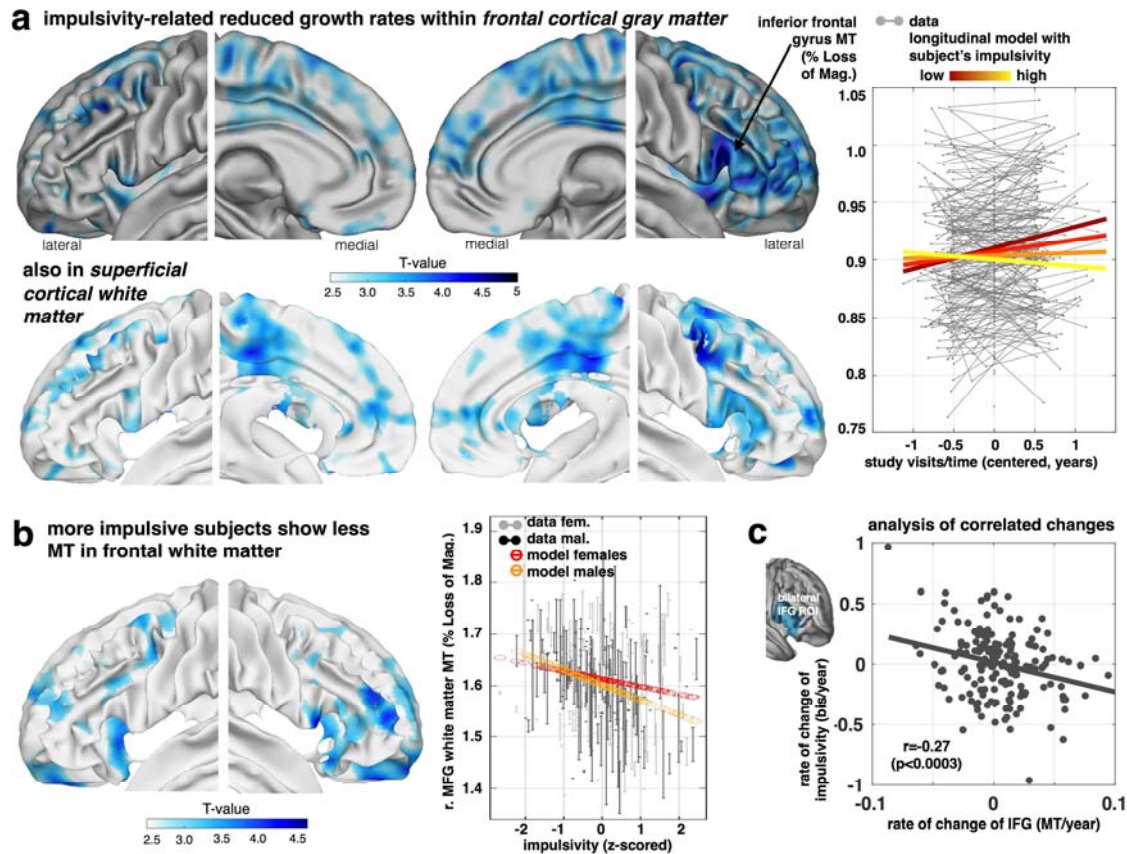 a impulsivity-related reduced growth rates within frontal cortical gray matter
inferior frontal
gyrus MT
(% Loss
of Mag.)
data
longitudinal model with
subject's impulsivity
low high
lateral
medial
medial
lateral
T-value
2.5 3.0 3.5 4.0 4.5 5
also in superficial
cortical white
matter
1.05
1.0
0.95
0.9
0.85
0.8
0.75
-1 -0.5 0 0.5 1
study visits/time (centered, years)
b more impulsive subjects show less
MT in frontal white matter
T-value
2.5 3.0 3.5 4.0 4.5
r. MFG white matter MT (% Loss of Mag.)
1.9
1.8
1.7
1.6
1.5
1.4
data fem.
data mal.
model females
model males
-2 -1 0 1 2
impulsivity (z-scored)
c analysis of correlated changes
bilateral
IFG ROI
rate of change of
impulsivity (bis/year)
1
0.5
0
-0.5
-1
r=-0.27
(p<0.0003)
-0.1 0 0.1
rate of change of IFG (MT/year)